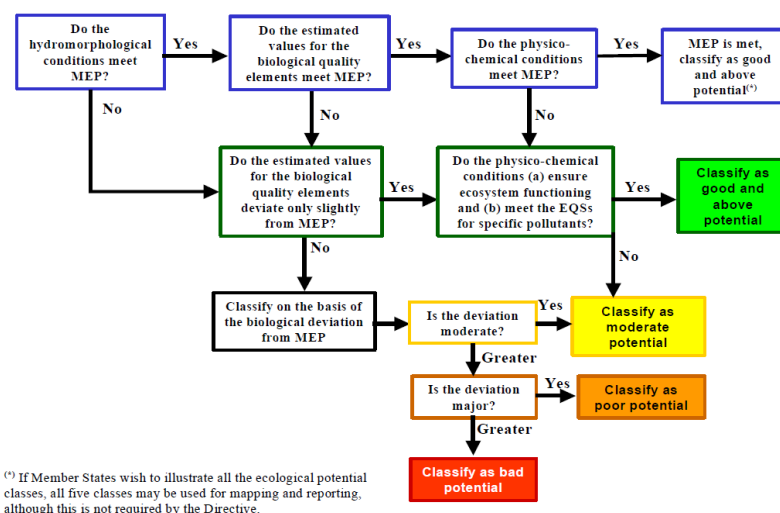 Do the
hydromorphological
conditions meet
MEP?
Yes
Do the estimated
values for the
biological quality
elements meet MEP?
Yes
Do the physico-
chemical conditions
meet MEP?
Yes
MEP is met,
classify as good
and above
potential(*)
No
No
No
Do the estimated values
for the biological
quality elements
deviate only slightly
from MEP?
Yes
Do the physico-chemical
conditions (a) ensure
ecosystem functioning
and (b) meet the EQSs
for specific pollutants?
Yes
Classify as
good and
above
potential
No
No
Classify on the basis of
the biological deviation
from MEP
Is the deviation
moderate?
Yes
Classify as
moderate
potential
Greater
Is the deviation
major?
Yes
Classify as
poor potential
Greater
Classify as bad
potential
(*) If Member States wish to illustrate all the ecological potential
classes, all five classes may be used for mapping and reporting,
although this is not required by the Directive.